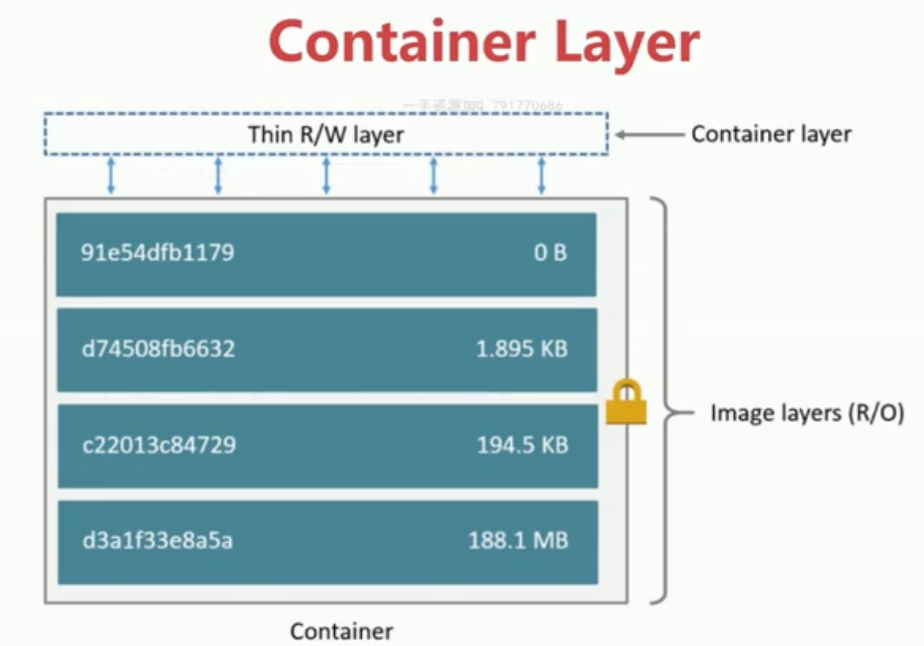 Container Layer
一手资源加Q 791770686
Thin R/W layer
Container layer
91e54dfb1179 0 B
d74508fb6632 1.895 KB
c22013c84729 194.5 KB
Image layers (R/O)
d3a1f33e8a5a 188.1 MB
Container